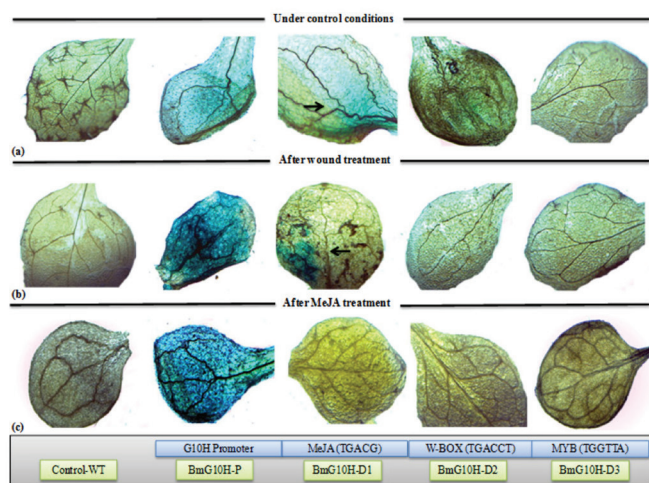 Under control conditions
(a)
After wound treatment
(b)
After MeJA treatment
(c)
G10H Promoter MeJA (TGACG) W-BOX (TGACCT) MYB (TGGTTA)
Control-WT BmG10H-P BmG10H-D1 BmG10H-D2 BmG10H-D3